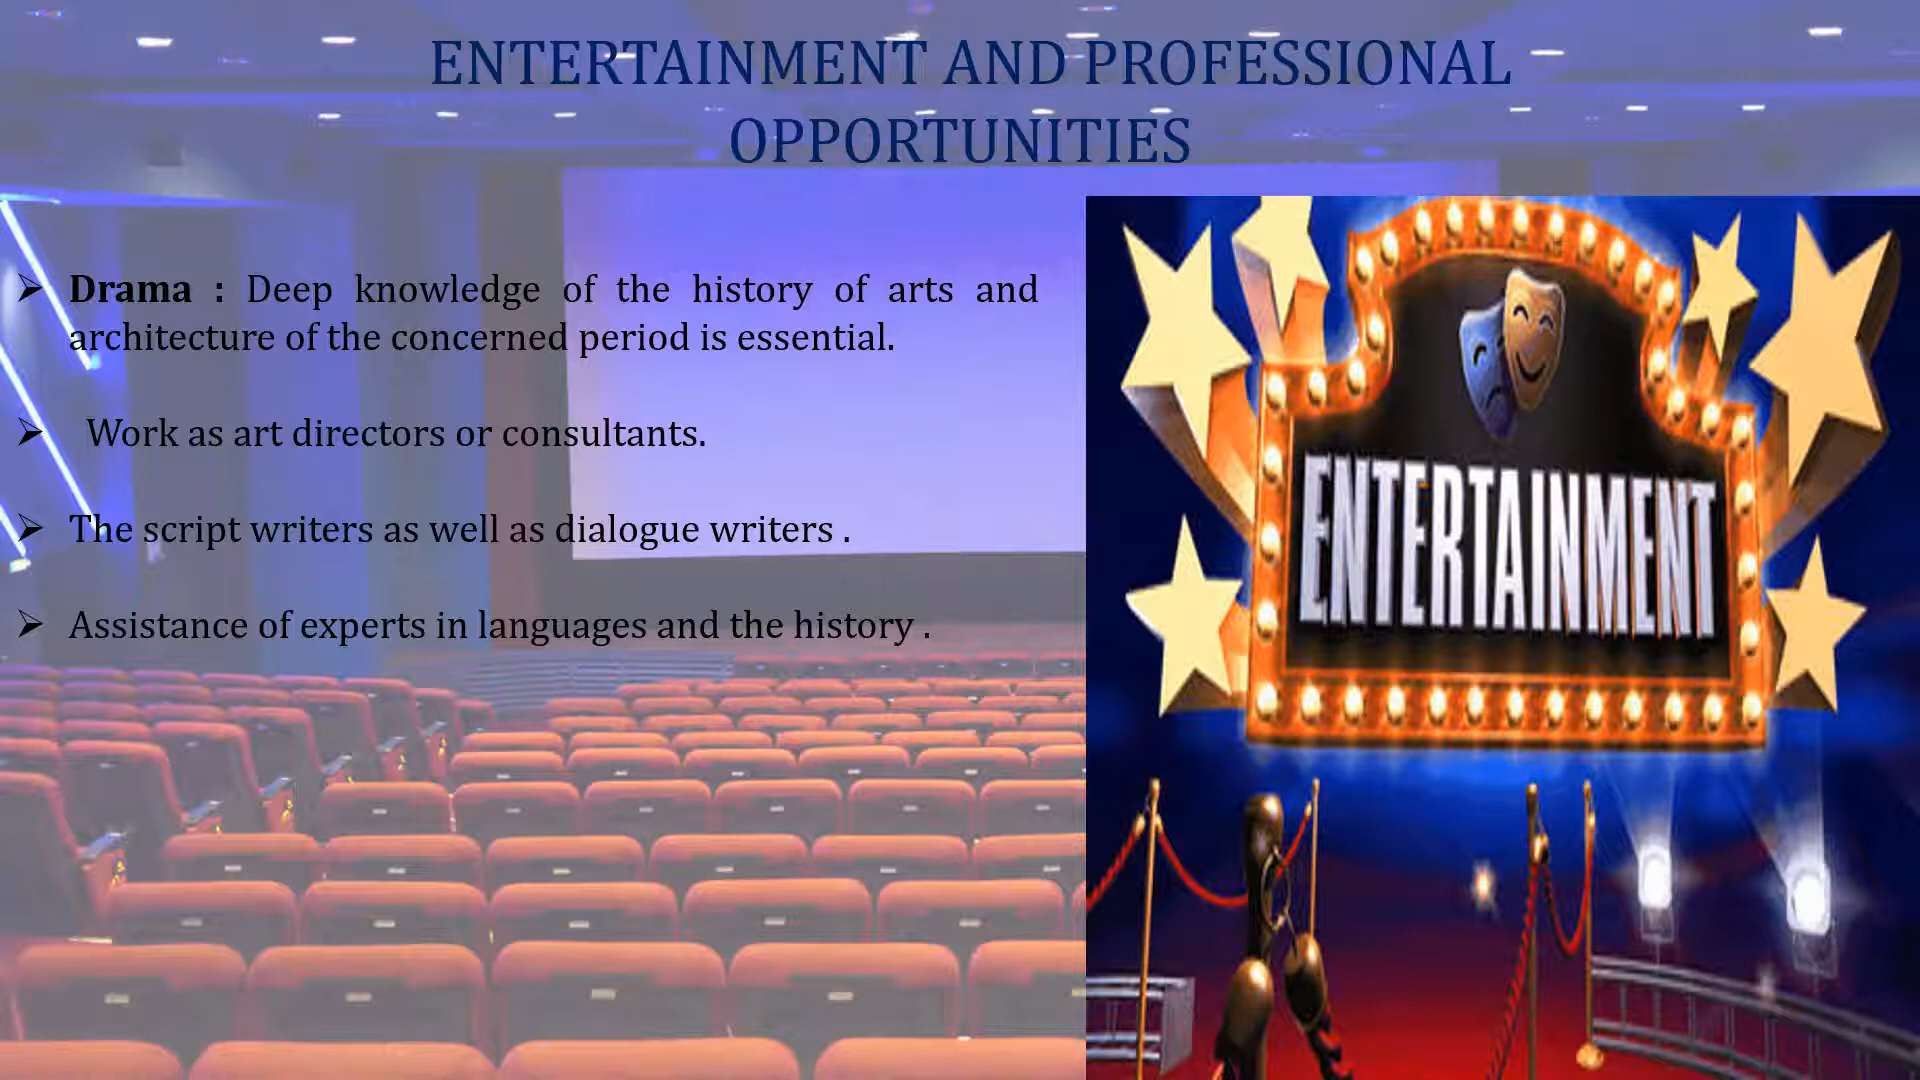 ENTERTAINMENT AND PROFESSIONAL
OPPORTUNITIES
➢ Drama : Deep knowledge of the history of arts and
architecture of the concerned period is essential.
➢ Work as art directors or consultants.
➢ The script writers as well as dialogue writers .
➢ Assistance of experts in languages and the history .
ENTERTAINMENT